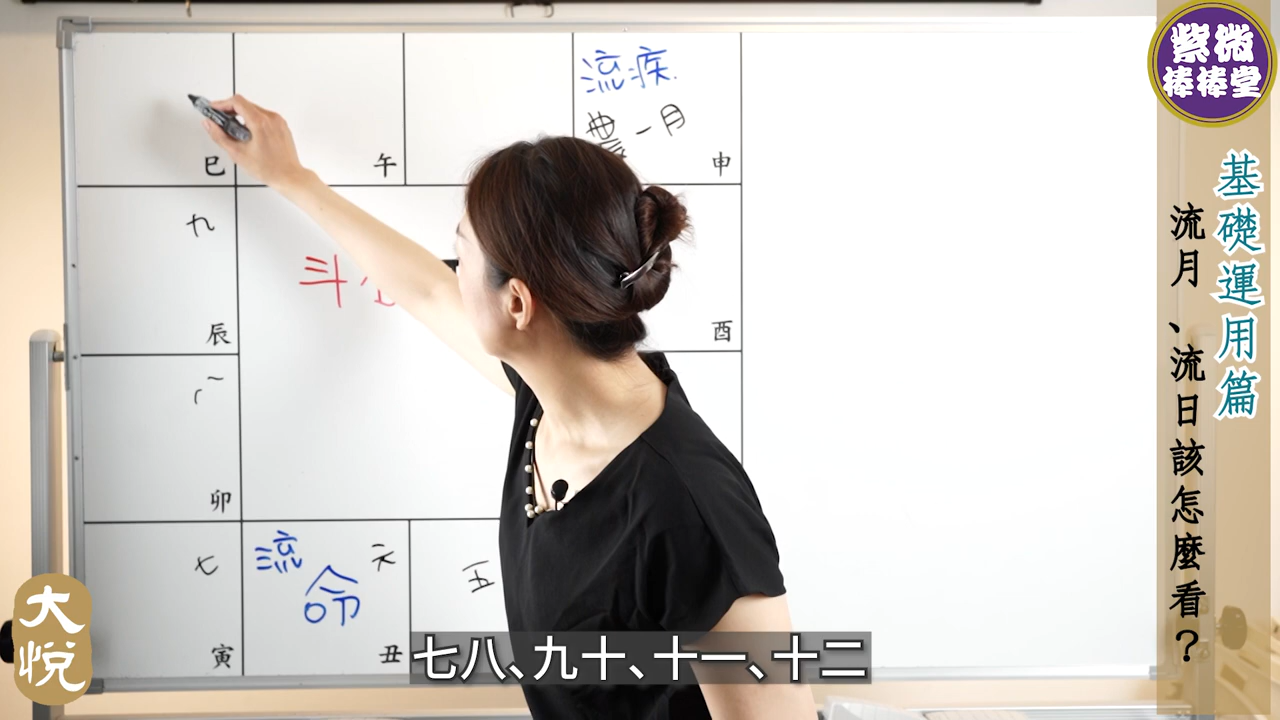 紫微
棒棒堂
基礎運用篇
流月、流日該怎麼看？
流疾
農一月
巳
午
申
九
斗
辰
酉
八
卯
七
寅
流命
六
丑
五
大悅
七八、九十、十一、十二